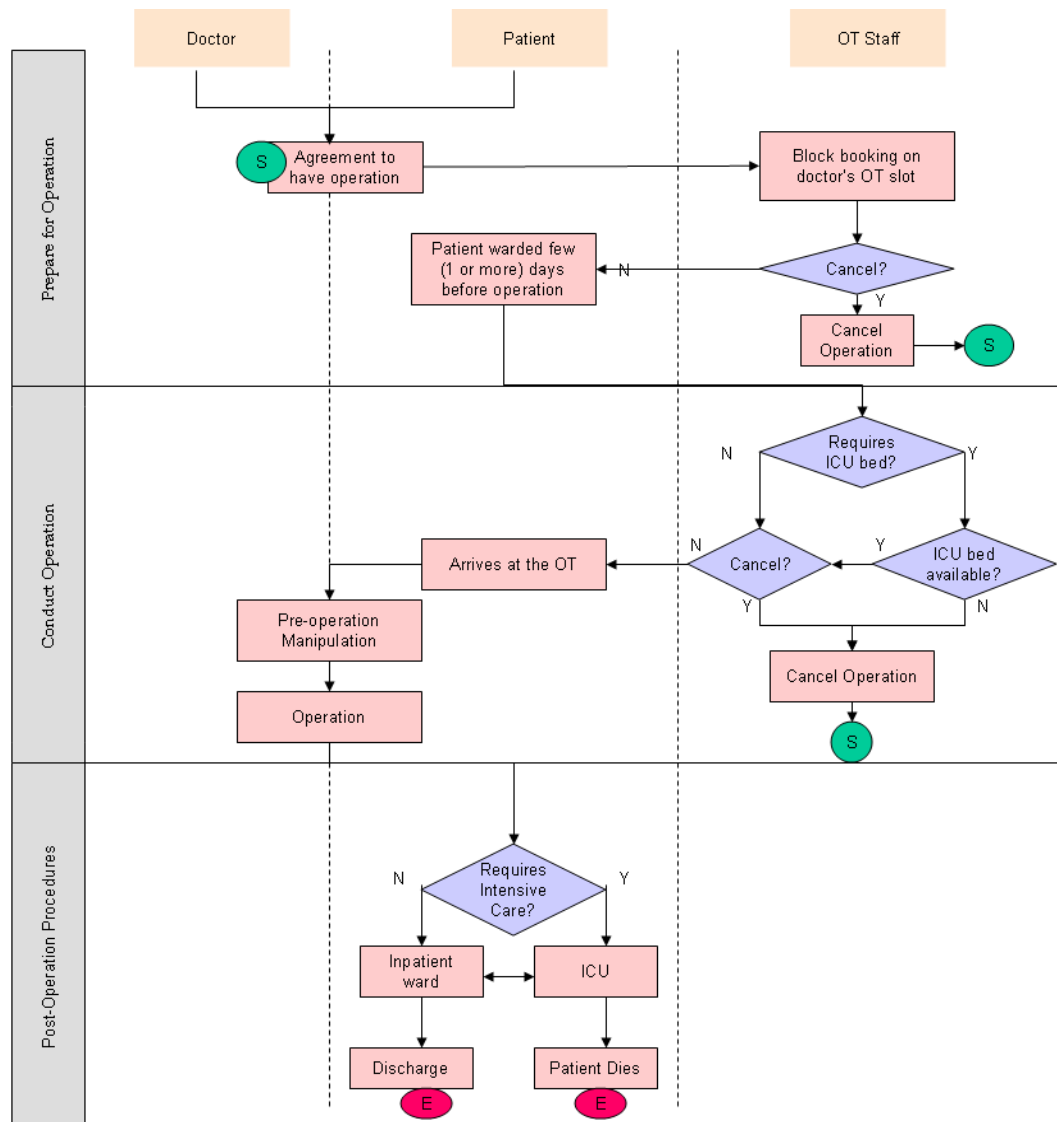 Doctor
Patient
OT Staff
Prepare for Operation
S
Agreement to
have operation
Block booking on
doctor's OT slot
Patient warded few
(1 or more) days
before operation
N
Cancel?
Y
Cancel
Operation
S
Conduct Operation
Requires
ICU bed?
N
Y
N
Cancel?
Y
ICU bed
available?
Arrives at the OT
Y
N
Pre-operation
Manipulation
Cancel Operation
Operation
S
Post-Operation Procedures
Requires
Intensive
Care?
N
Y
Inpatient
ward
ICU
Discharge
Patient Dies
E
E